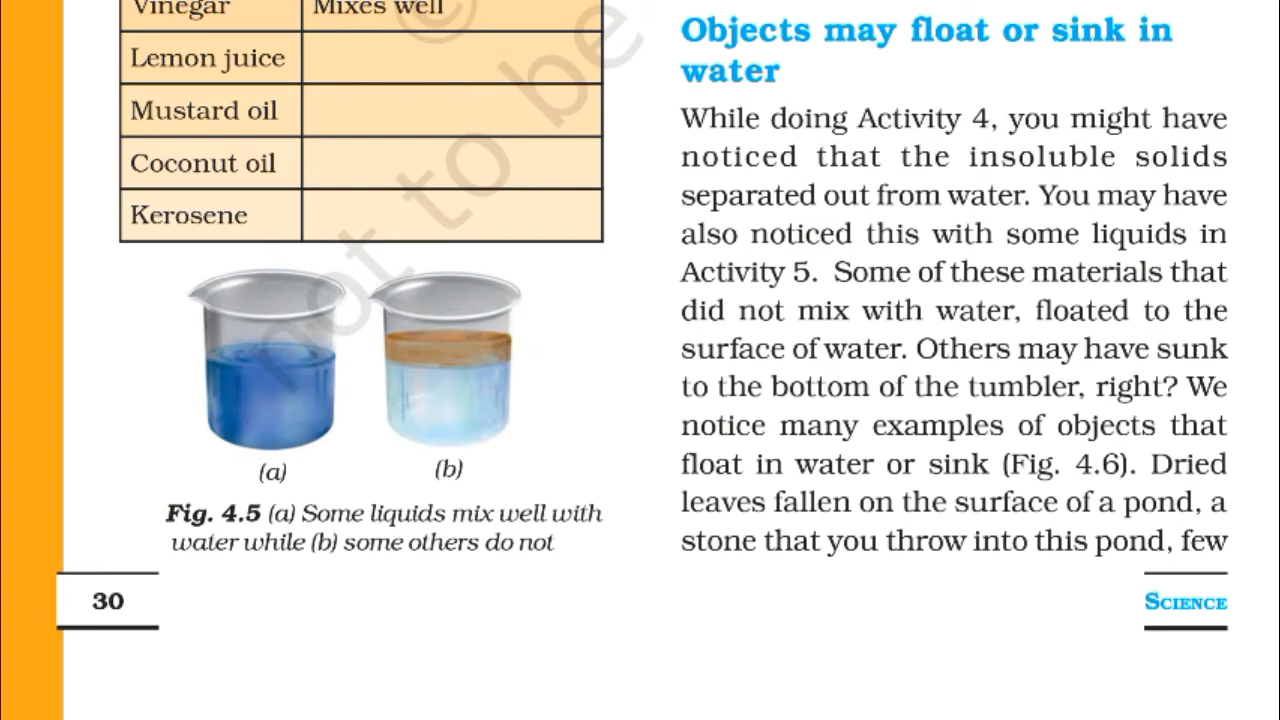 Vinegar Mixes well
Lemon juice
Mustard oil
Coconut oil
Kerosene
not to be
©
(a) (b)
Fig. 4.5 (a) Some liquids mix well with
water while (b) some others do not
30
Objects may float or sink in
water
While doing Activity 4, you might have
noticed that the insoluble solids
separated out from water. You may have
also noticed this with some liquids in
Activity 5. Some of these materials that
did not mix with water, floated to the
surface of water. Others may have sunk
to the bottom of the tumbler, right? We
notice many examples of objects that
float in water or sink (Fig. 4.6). Dried
leaves fallen on the surface of a pond, a
stone that you throw into this pond, few
SCIENCE